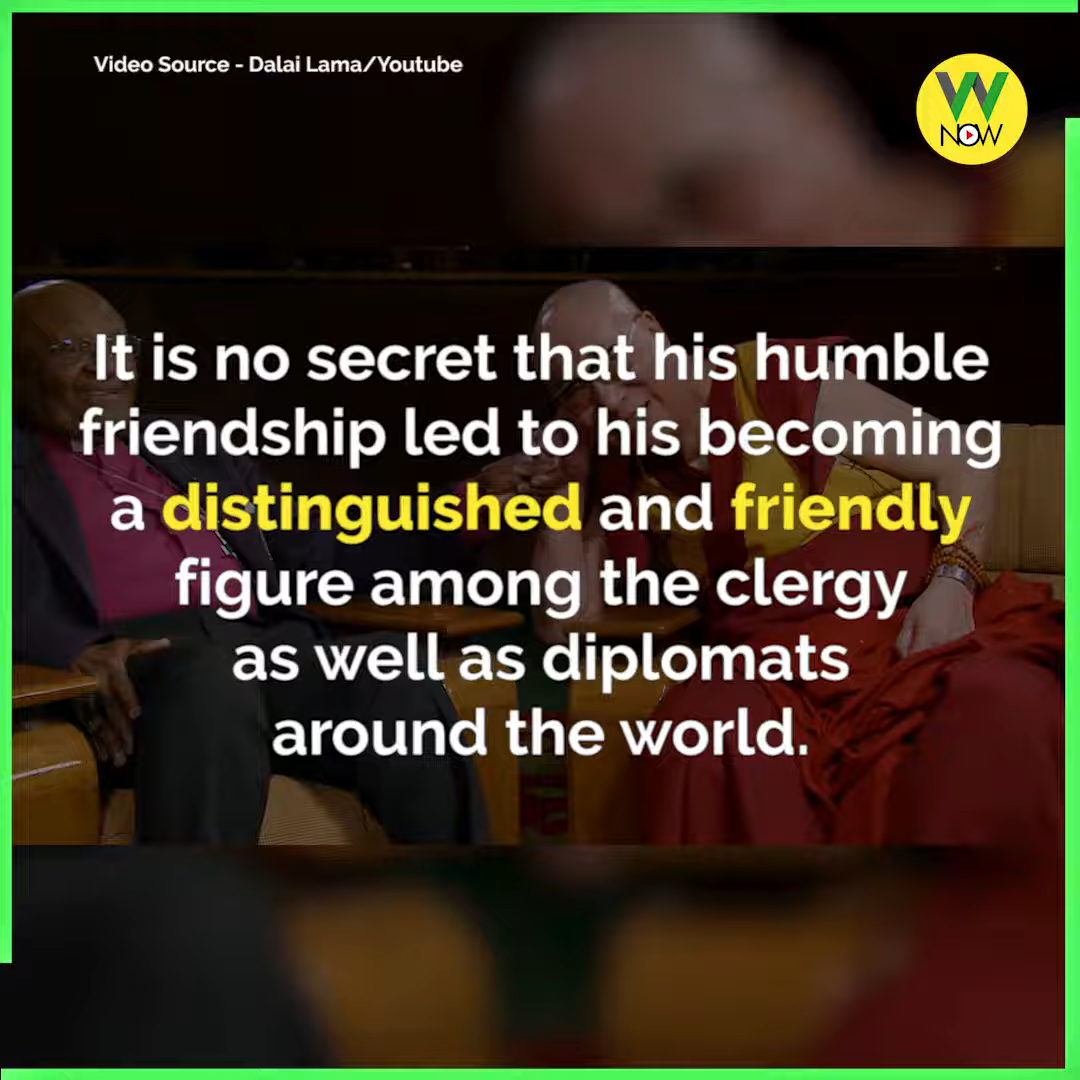 Video Source - Dalai Lama/Youtube
W
NOW
It is no secret that his humble
friendship led to his becoming
a distinguished and friendly
figure among the clergy
as well as diplomats
around the world.